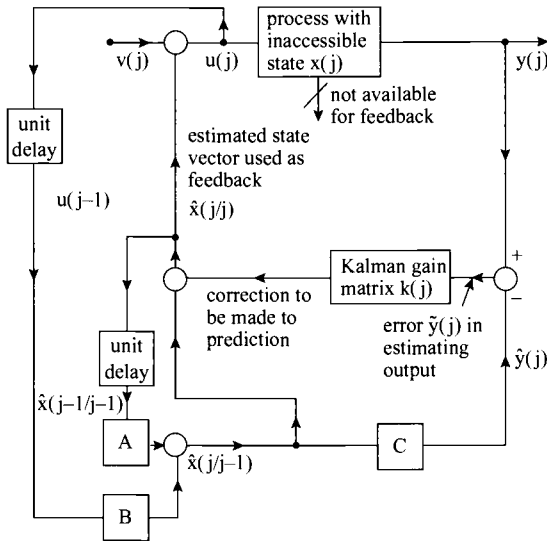 process with
inaccessible
state x(j)
v(j)
u(j)
y(j)
not available
for feedback
unit
delay
estimated state
vector used as
feedback
x̂(j/j)
u(j–1)
+
–
Kalman gain
matrix k(j)
correction to
be made to
prediction
error ỹ(j) in
estimating
output
ŷ(j)
unit
delay
x̂(j–1/j–1)
A
x̂(j/j–1)
C
B